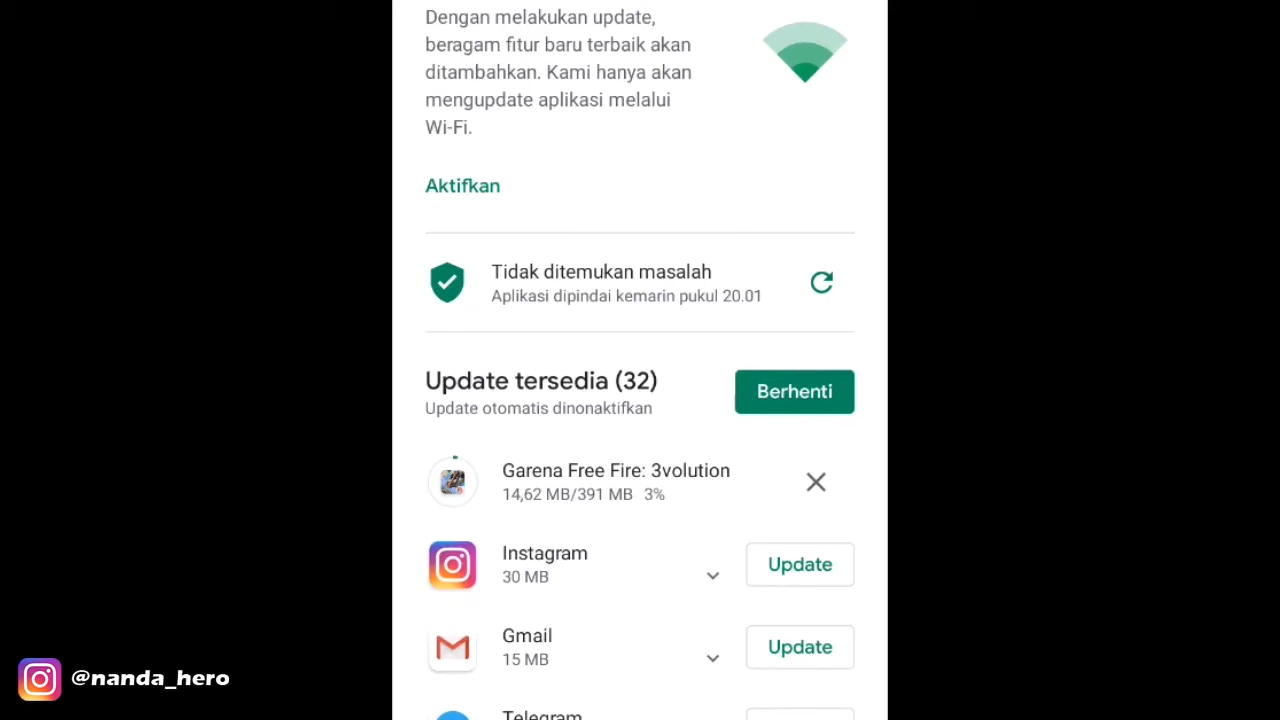 Dengan melakukan update,
beragam fitur baru terbaik akan
ditambahkan. Kami hanya akan
mengupdate aplikasi melalui
Wi-Fi.
Aktifkan
Tidak ditemukan masalah
Aplikasi dipindai kemarin pukul 20.01
Update tersedia (32)
Update otomatis dinonaktifkan
Berhenti
Garena Free Fire: 3volution
14,62 MB/391 MB 3%
Instagram
30 MB
Update
Gmail
15 MB
Update
Telegram
@nanda_hero